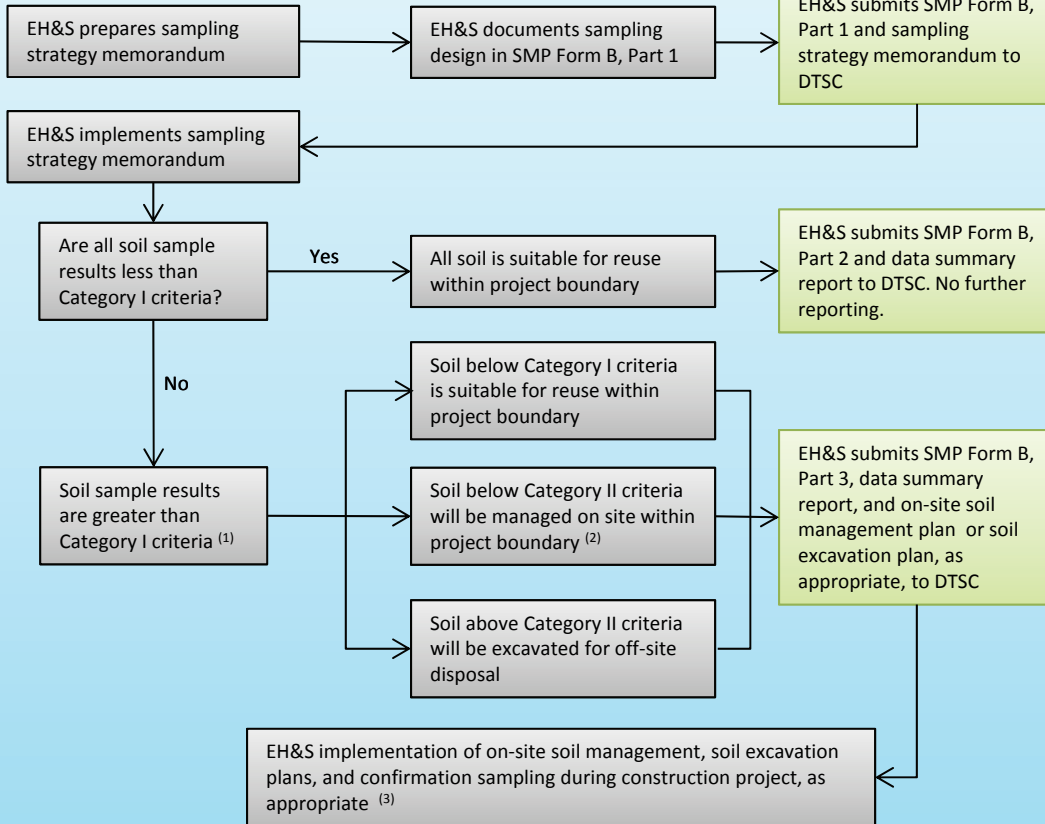 EH&S prepares sampling
strategy memorandum
EH&S documents sampling
design in SMP Form B, Part 1
EH&S submits SMP Form B,
Part 1 and sampling
strategy memorandum to
DTSC
EH&S implements sampling
strategy memorandum
Are all soil sample
results less than
Category I criteria?
Yes
All soil is suitable for reuse
within project boundary
EH&S submits SMP Form B,
Part 2 and data summary
report to DTSC. No further
reporting.
No
Soil sample results
are greater than
Category I criteria (1)
Soil below Category I criteria
is suitable for reuse within
project boundary
Soil below Category II criteria
will be managed on site within
project boundary (2)
Soil above Category II criteria
will be excavated for off-site
disposal
EH&S submits SMP Form B,
Part 3, data summary
report, and on-site soil
management plan or soil
excavation plan, as
appropriate, to DTSC
EH&S implementation of on-site soil management, soil excavation
plans, and confirmation sampling during construction project, as
appropriate (3)